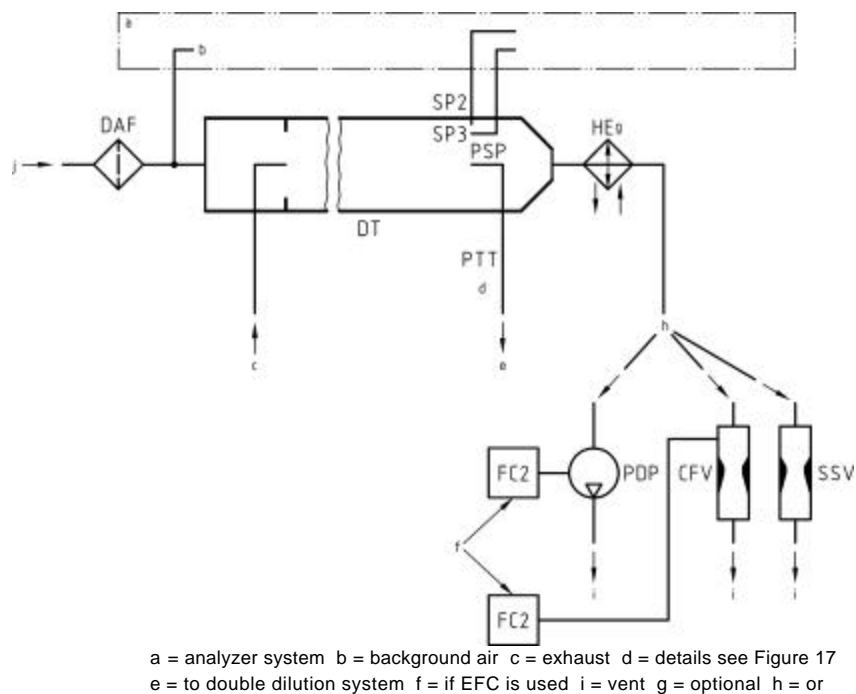 a
b
SP2
DAF
SP3
HEg
PSP
j
DT
PTT
d
c
e
h
FC2
PDP
CFV
SSV
f
i
i
i
FC2
a = analyzer system b = background air c = exhaust d = details see Figure 17
e = to double dilution system f = if EFC is used i = vent g = optional h = or